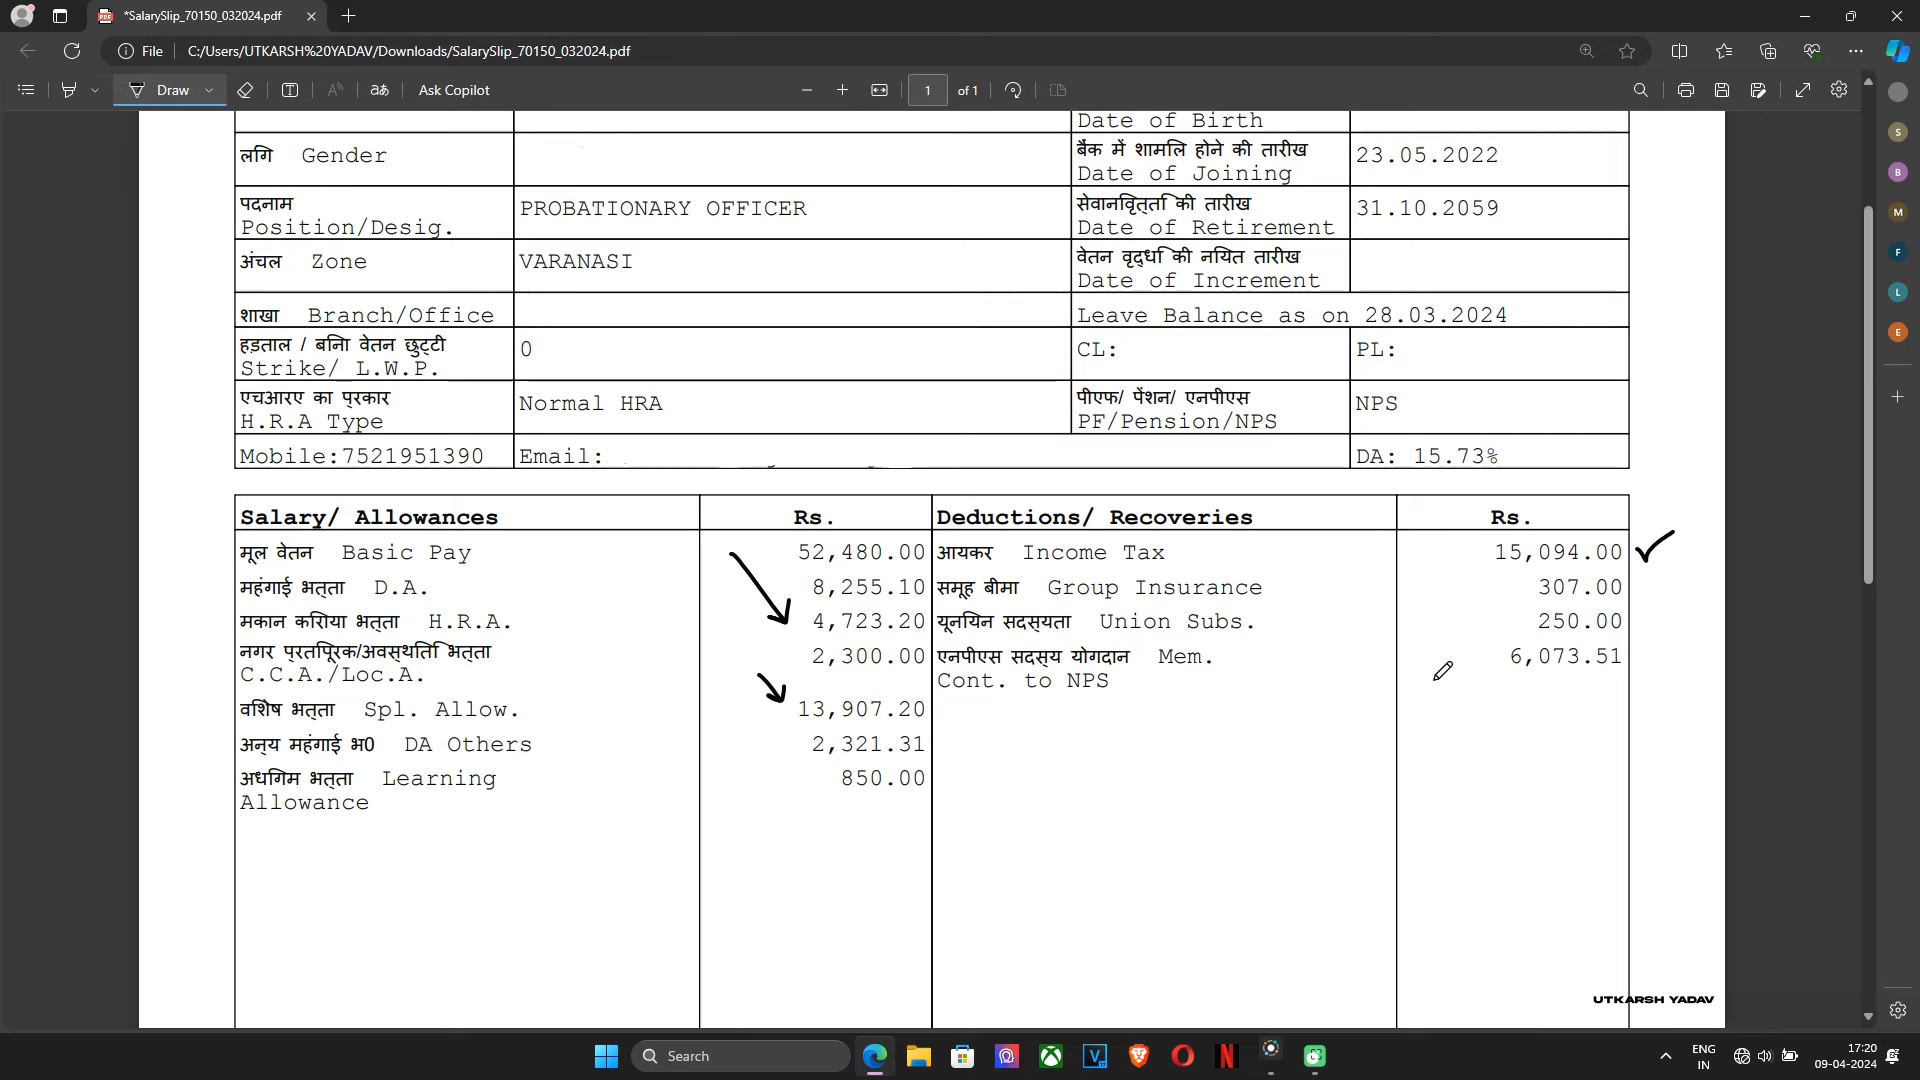 *SalarySlip_70150_032024.pdf
File C:/Users/UTKARSH%20YADAV/Downloads/SalarySlip_70150_032024.pdf
Draw aあ Ask Copilot 1 of 1
Date of Birth
लिंग Gender
बैंक में शामिल होने की तारीख 23.05.2022
Date of Joining
पदनाम PROBATIONARY OFFICER
Position/Desig.
सेवानिवृत्ति की तारीख 31.10.2059
Date of Retirement
अंचल Zone VARANASI
वेतन वृद्धि की नियत तारीख
Date of Increment
शाखा Branch/Office Leave Balance as on 28.03.2024
हड़ताल / बिना वेतन छुट्टी 0 CL: PL:
Strike/ L.W.P.
एचआरए का प्रकार Normal HRA
H.R.A Type
पीएफ/ पेंशन/ एनपीएस NPS
PF/Pension/NPS
Mobile:7521951390 Email: DA: 15.73%
Salary/ Allowances Rs. Deductions/ Recoveries Rs.
मूल वेतन Basic Pay 52,480.00 आयकर Income Tax 15,094.00
महंगाई भत्ता D.A. 8,255.10 समूह बीमा Group Insurance 307.00
मकान किराया भत्ता H.R.A. 4,723.20 यूनियन सदस्यता Union Subs. 250.00
नगर प्रतिपूरक/अवस्थिति भत्ता 2,300.00 एनपीएस सदस्य योगदान Mem. 6,073.51
C.C.A./Loc.A. Cont. to NPS
विशेष भत्ता Spl. Allow. 13,907.20
अन्य महंगाई भ0 DA Others 2,321.31
अधिगम भत्ता Learning 850.00
Allowance
UTKARSH YADAV
S
B
M
F
L
E
Search
ENG
IN
17:20
09-04-2024